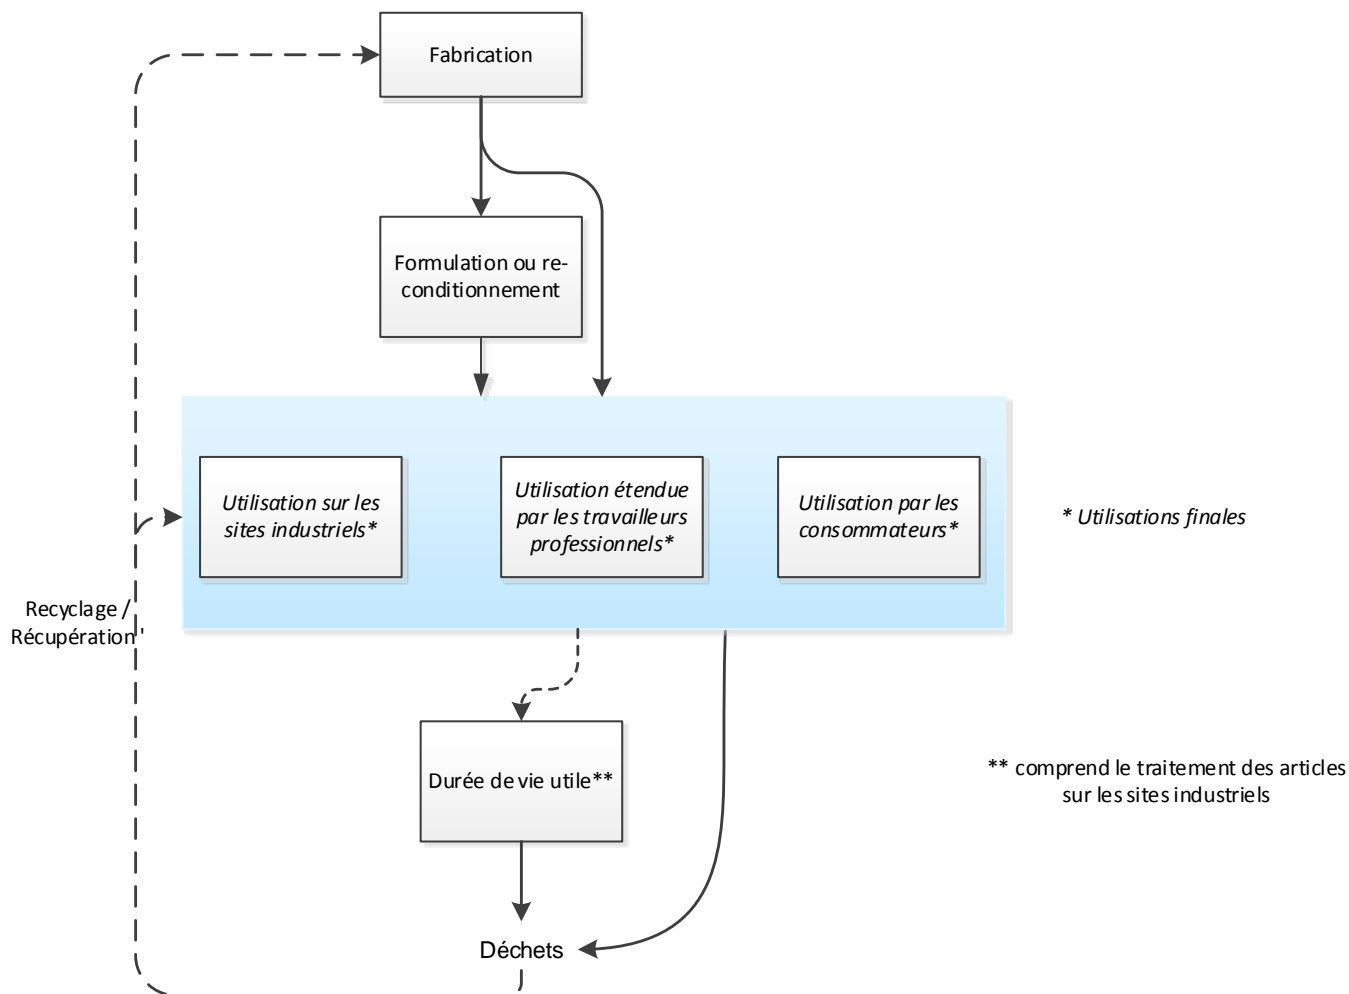 Fabrication
Formulation ou re-
conditionnement
Utilisation sur les
sites industriels*
Utilisation étendue
par les travailleurs
professionnels*
Utilisation par les
consommateurs*
* Utilisations finales
Recyclage /
Récupération '
Durée de vie utile**
** comprend le traitement des articles
sur les sites industriels
Déchets